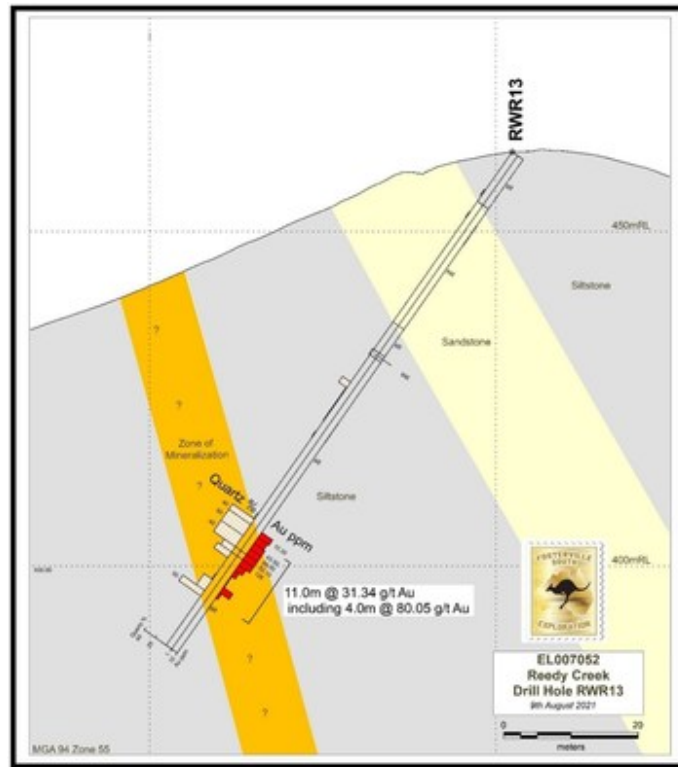 RWR13
450mRL
Siltstone
Sandstone
?
?
Zone of
Mineralization
?
Quartz
Siltstone
Au ppm
400mRL
11.0m @ 31.34 g/t Au
including 4.0m @ 80.05 g/t Au
?
?
FOSTERVILLE
SOUTH
EXPLORATION
EL007052
Reedy Creek
Drill Hole RWR13
9th August 2021
0 20
meters
MGA 94 Zone 55